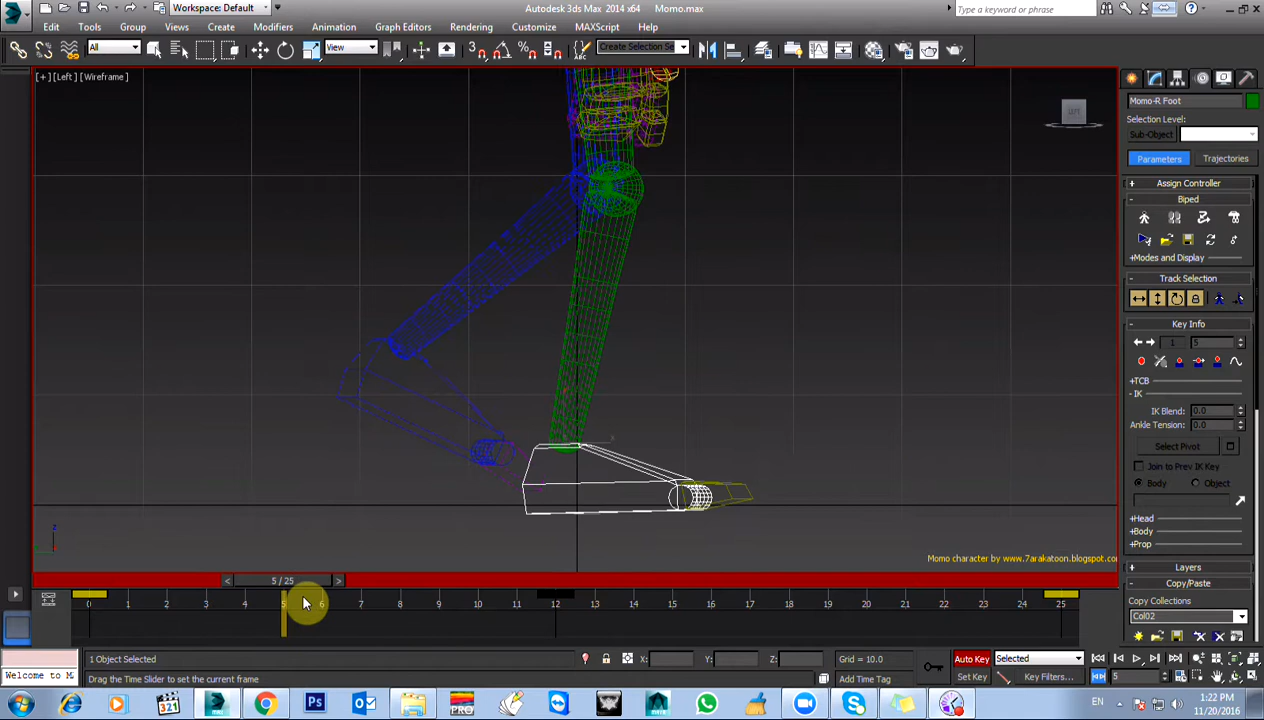 Workspace: Default
Autodesk 3ds Max 2014 x64
Momo.max
Type a keyword or phrase
Edit Tools Group Views Create Modifiers Animation Graph Editors Rendering Customize MAXScript Help
All
View
Create Selection Se
[+] [Left] [Wireframe]
LEFT
Momo-R Foot
Selection Level:
Sub-Object
Parameters Trajectories
+ Assign Controller
- Biped
+Modes and Display
- Track Selection
- Key Info
1 5
+TCB
- IK
IK Blend: 0.0
Ankle Tension: 0.0
Select Pivot
Join to Prev IK Key
Body Object
+Head
+Body
+Prop
+ Layers
- Copy/Paste
Copy Collections
Col02
z
Momo character by www.7arakatoon.blogspot.com
< 5 / 25 >
0 1 2 3 4 5 6 7 8 9 10 11 12 13 14 15 16 17 18 19 20 21 22 23 24 25
1 Object Selected
X: Y: Z:
Grid = 10.0
Auto Key Selected
Welcome to M
Drag the Time Slider to set the current frame
Add Time Tag
Set Key Key Filters...
5
321
Ps
PRO
EN
1:22 PM
11/20/2016